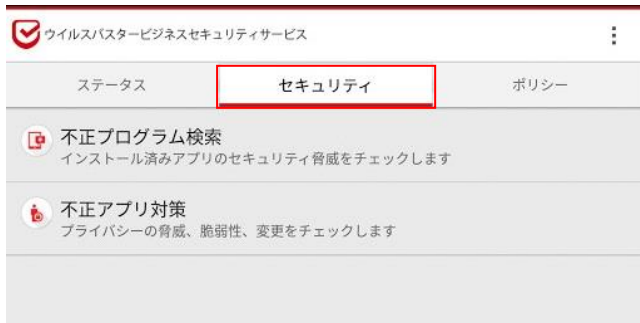 ウイルスバスタービジネスセキュリティサービス
ステータス セキュリティ ポリシー
不正プログラム検索
インストール済みアプリのセキュリティ脅威をチェックします
不正アプリ対策
プライバシーの脅威、脆弱性、変更をチェックします